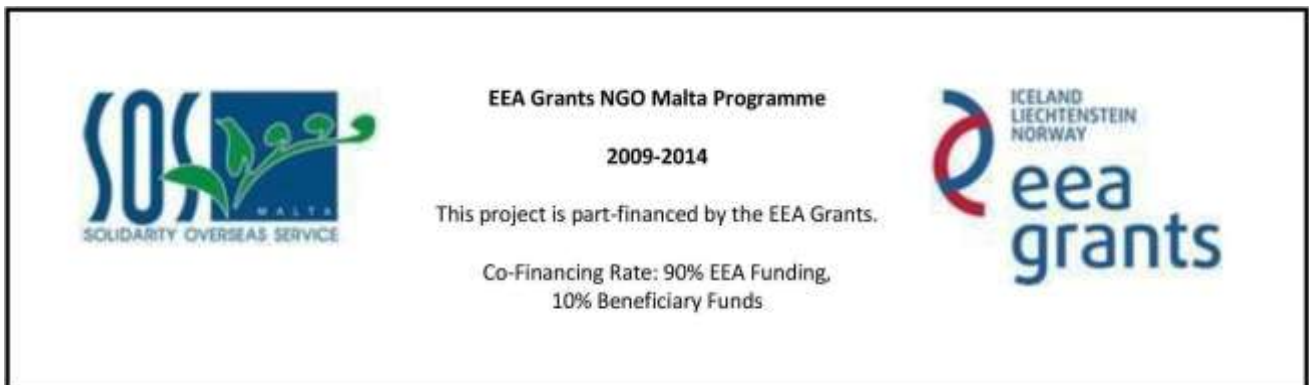 SOS
MALTA
SOLIDARITY OVERSEAS SERVICE
EEA Grants NGO Malta Programme
2009-2014
This project is part-financed by the EEA Grants.
Co-Financing Rate: 90% EEA Funding,
10% Beneficiary Funds
ICELAND
LIECHTENSTEIN
NORWAY
eea
grants